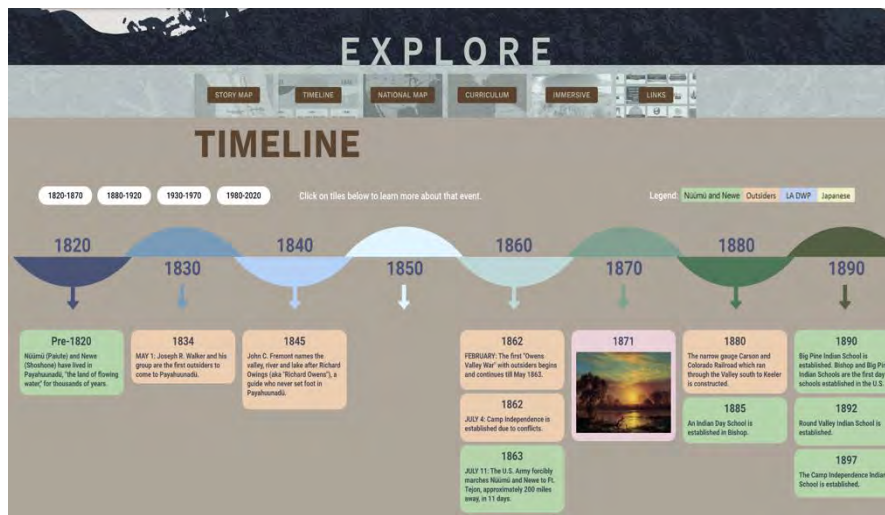 EXPLORE
STORY MAP
TIMELINE
NATIONAL MAP
CURRICULUM
IMMERSIVE
LINKS
TIMELINE
1820-1870
1880-1920
1930-1970
1980-2020
Click on tiles below to learn more about that event.
Legend:
Nüümü and Newe
Outsiders
LA DWP
Japanese
1820
1830
1840
1850
1860
1870
1880
1890
Pre-1820
Nüümü (Paiute) and Newe
(Shoshone) have lived in
Payahuunadü, "the land of flowing
water," for thousands of years.
1834
MAY 1: Joseph R. Walker and his
group are the first outsiders to
come to Payahuunadü.
1845
John C. Fremont names the
valley, river and lake after Richard
Owings (aka "Richard Owens"), a
guide who never set foot in
Payahuunadü.
1862
FEBRUARY: The first "Owens
Valley War" with outsiders begins
and continues till May 1863.
1862
JULY 4: Camp Independence is
established due to conflicts.
1863
JULY 11: The U.S. Army forcibly
marches Nüümü and Newe to Ft.
Tejon, approximately 200 miles
away, in 11 days.
1871
1880
The narrow gauge Carson and
Colorado Railroad which ran
through the Valley south to Keeler
is constructed.
1885
An Indian Day School is
established in Bishop.
1890
Big Pine Indian School is
established. Bishop and Big Pin
Indian Schools are the first day
schools established in the U.S.
1892
Round Valley Indian School is
established.
1897
The Camp Independence Indian
School is established.